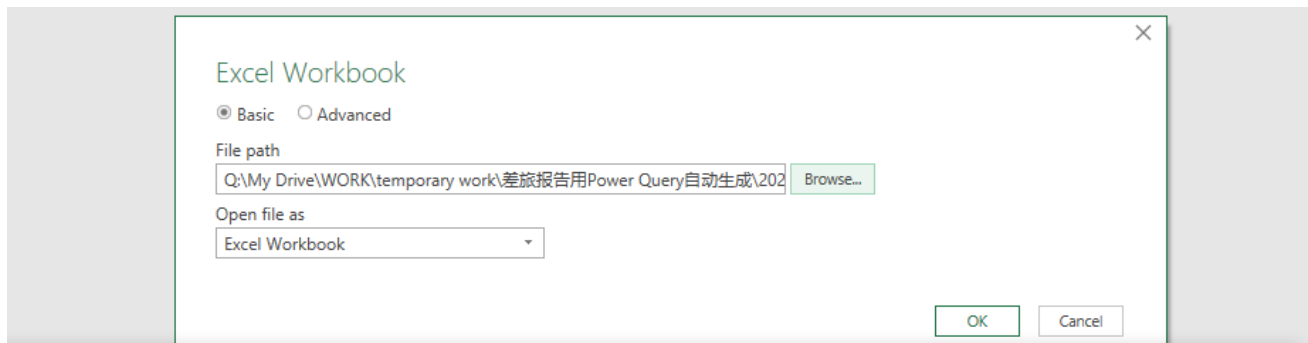 Excel Workbook
Basic Advanced
File path
Q:\My Drive\WORK\temporary work\差旅报告用Power Query自动生成\202 Browse...
Open file as
Excel Workbook
OK Cancel